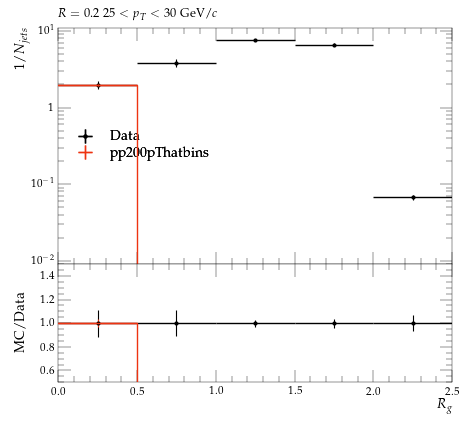 R = 0.2 25 < p_T < 30 GeV/c
1/N_jets
10^1
1
10^−1
10^−2
Data
pp200pThatbins
MC/Data
1.4
1.2
1.0
0.8
0.6
0.0 0.5 1.0 1.5 2.0 2.5
R_g